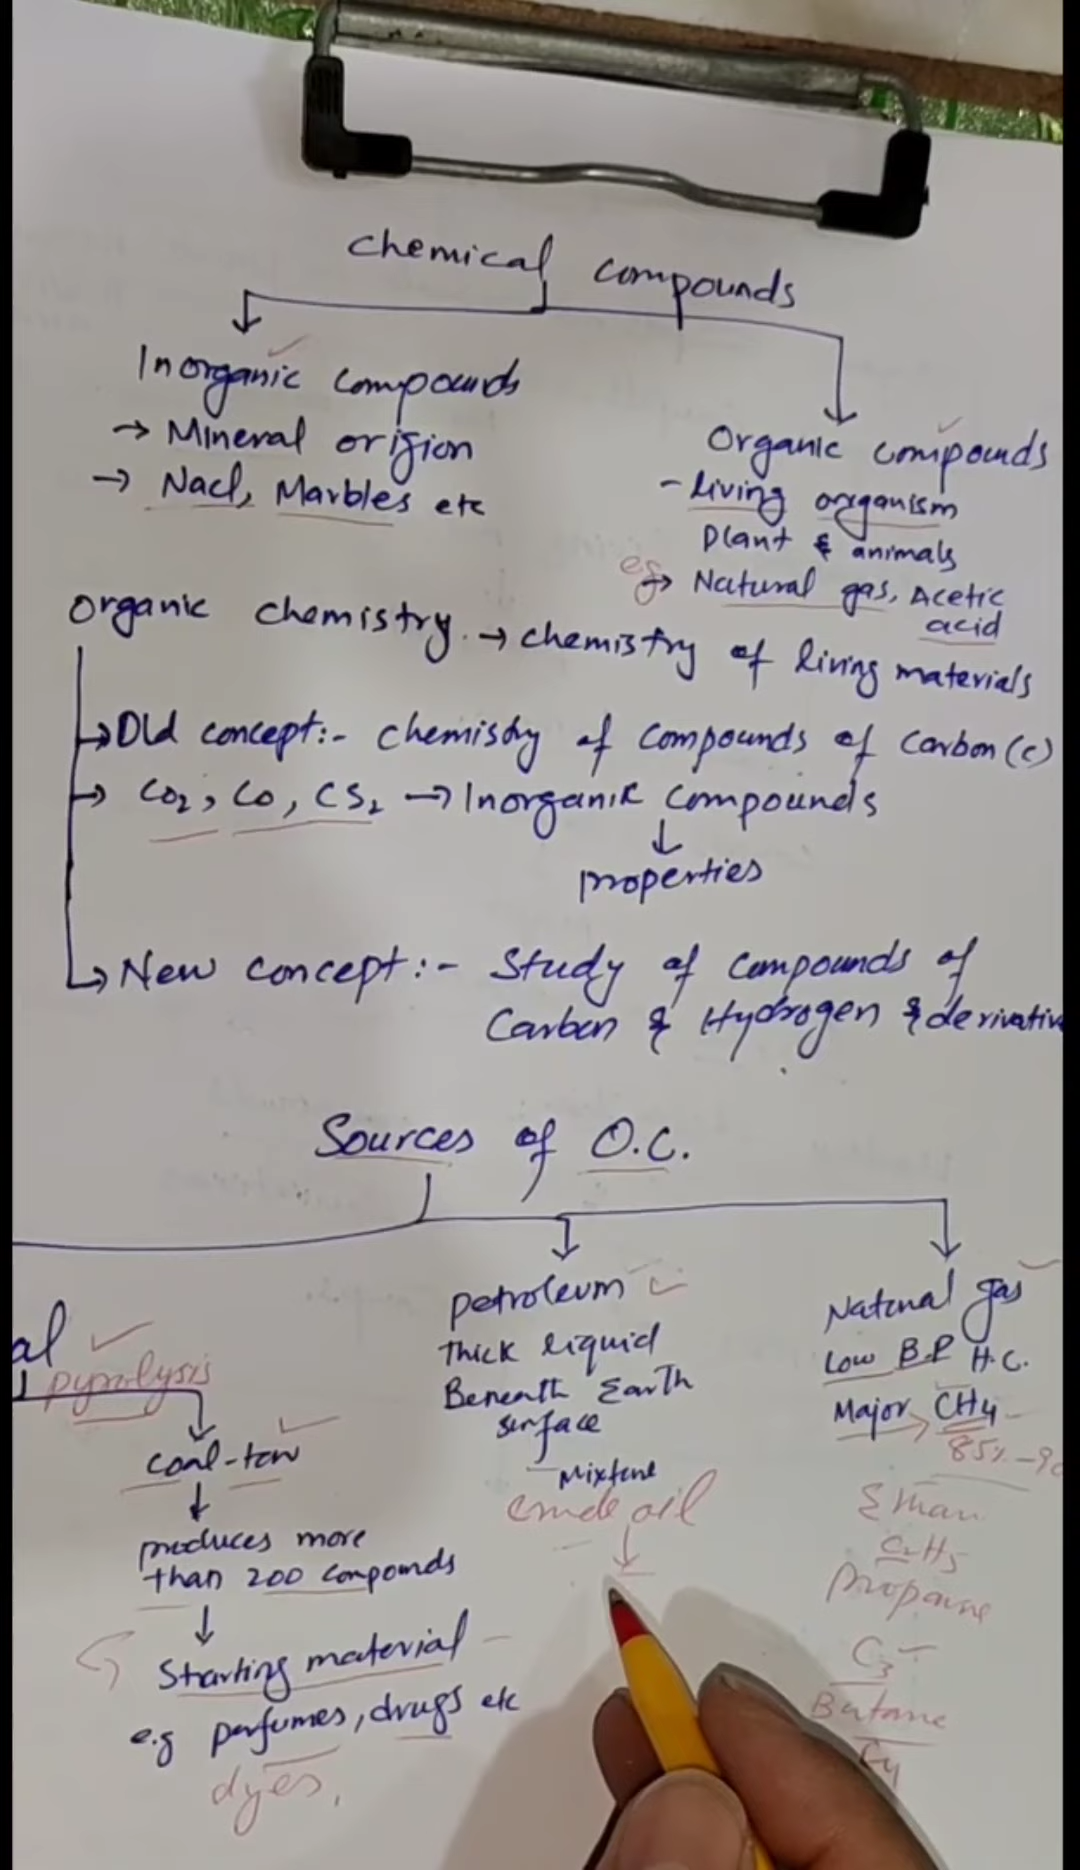 chemical compounds
Inorganic compounds
→ Mineral orígion
→ Nacl, Marbles etc
Organic compounds
- living organism
Plant & animals
eg → Natural gas, Acetic
acid
Organic chemistry → chemistry of living materials
→ Old concept:- chemistry of compounds of Carbon (c)
→ CO2, CO, CS2 → Inorganic compounds
↓
properties
→ New concept:- Study of compounds of
Carbon & Hydrogen & derivativ
Sources of O.C.
al
pyrolysis
coal-tar
↓
produces more
than 200 compounds
↓
Starting material
e.g perfumes, drugs etc
dyes,
petroleum
Thick liquid
Beneath Earth
surface
- Mixture
crude oil
↓
Natural gas
Low B.P H.C.
Major → CH4
85% - 9
C2H5
propane
C3
Butane
C4